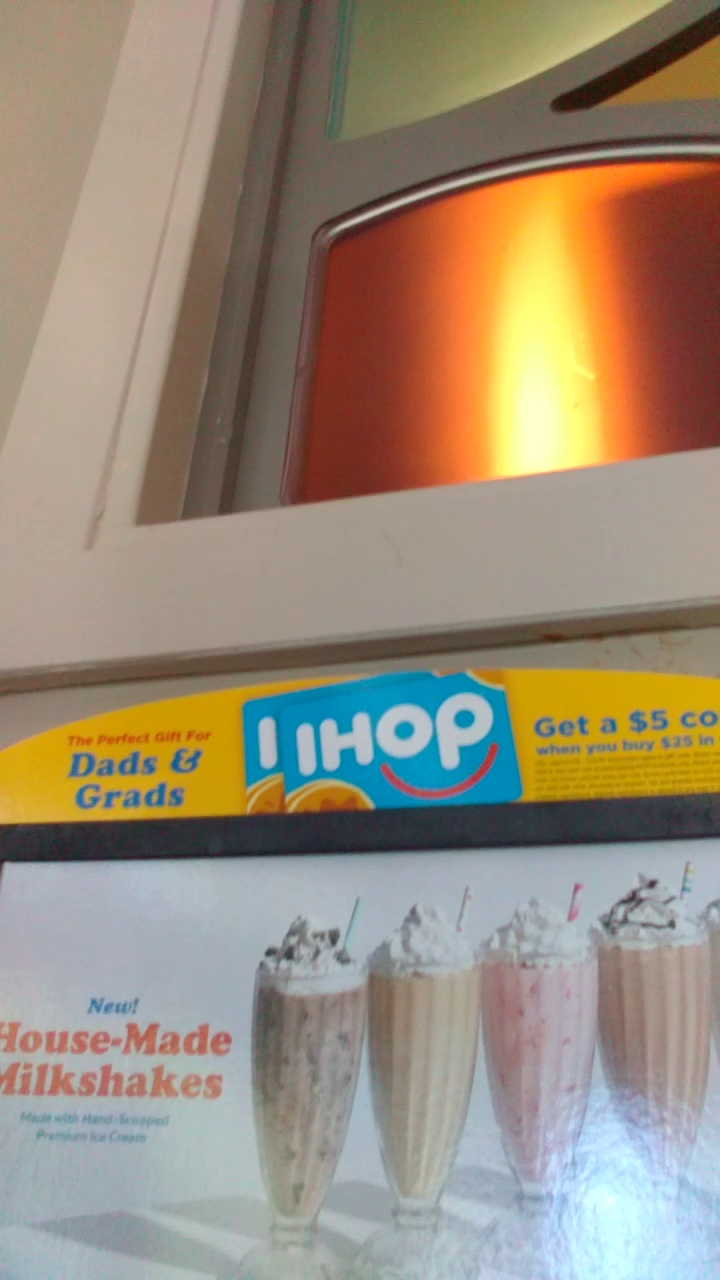 The Perfect Gift For
Dads &
Grads
IHOP
Get a $5 co
when you buy $25 in
New!
House-Made
Milkshakes
Made with Hand-Scooped
Premium Ice Cream